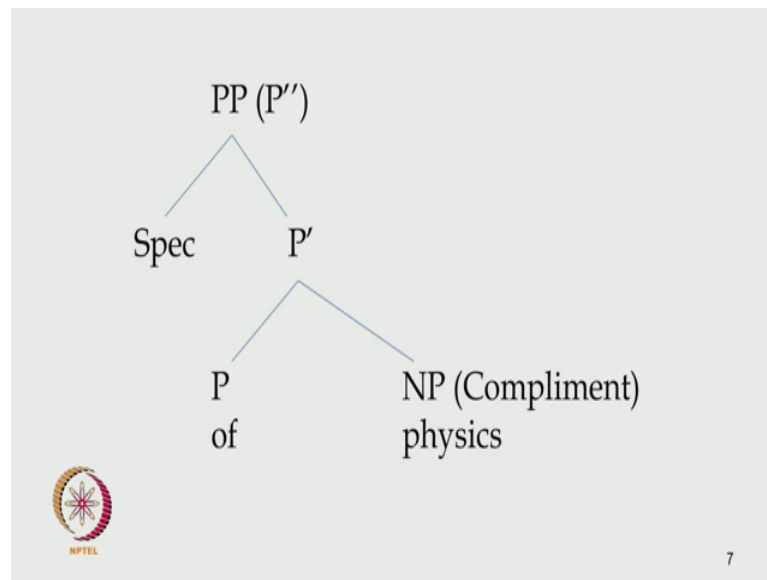 PP (P′′)
Spec P′
P NP (Compliment)
of physics
NPTEL
7